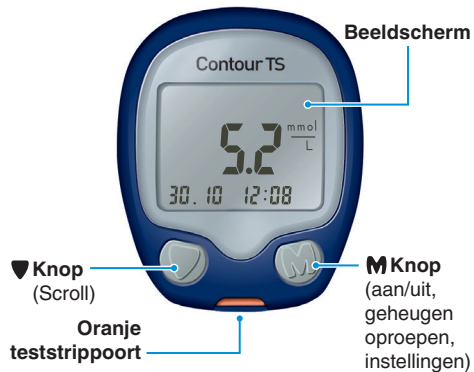 Beeldscherm
Contour TS
5.2 mmol/L
30.10 12:08
Knop
(Scroll)
M Knop
(aan/uit,
geheugen
oproepen,
instellingen)
M
Oranje
teststrippoort